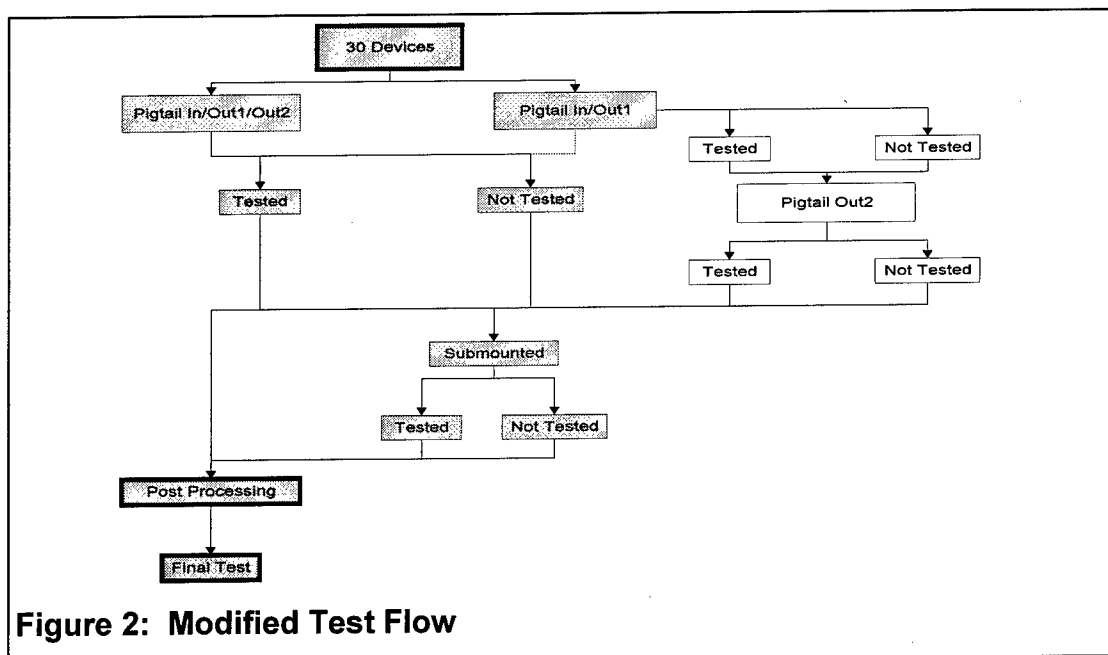 30 Devices
Pigtail In/Out1/Out2
Pigtail In/Out1
Tested
Not Tested
Tested
Not Tested
Pigtail Out2
Tested
Not Tested
Submounted
Tested
Not Tested
Post Processing
Final Test
Figure 2: Modified Test Flow